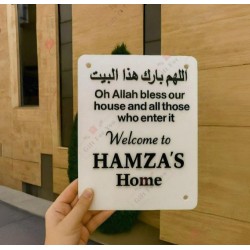 اللهم بارك هذا البيت
Oh Allah bless our
house and all those
who enter it
Welcome to
HAMZA'S
Home